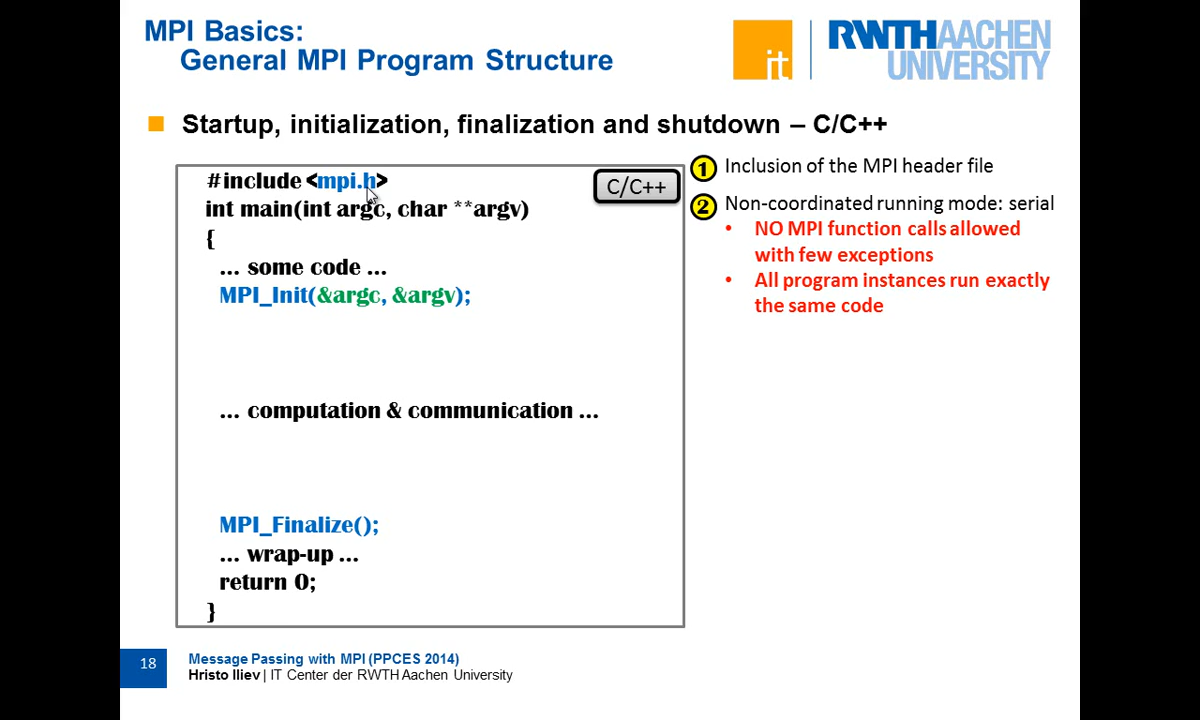 MPI Basics:
General MPI Program Structure
it
RWTHAACHEN
UNIVERSITY
Startup, initialization, finalization and shutdown – C/C++
#include <mpi.h>
int main(int argc, char **argv)
{
... some code ...
MPI_Init(&argc, &argv);
... computation & communication ...
MPI_Finalize();
... wrap-up ...
return 0;
}
C/C++
1 Inclusion of the MPI header file
2 Non-coordinated running mode: serial
• NO MPI function calls allowed
with few exceptions
• All program instances run exactly
the same code
18
Message Passing with MPI (PPCES 2014)
Hristo Iliev | IT Center der RWTH Aachen University